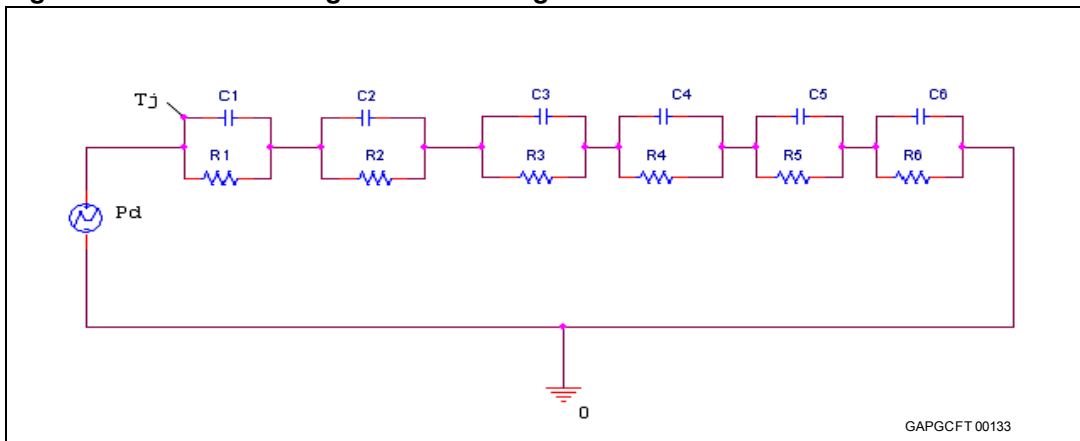 C1 C2 C3 C4 C5 C6
Tj
R1 R2 R3 R4 R5 R6
Pd
0
GAPGCFT 00133